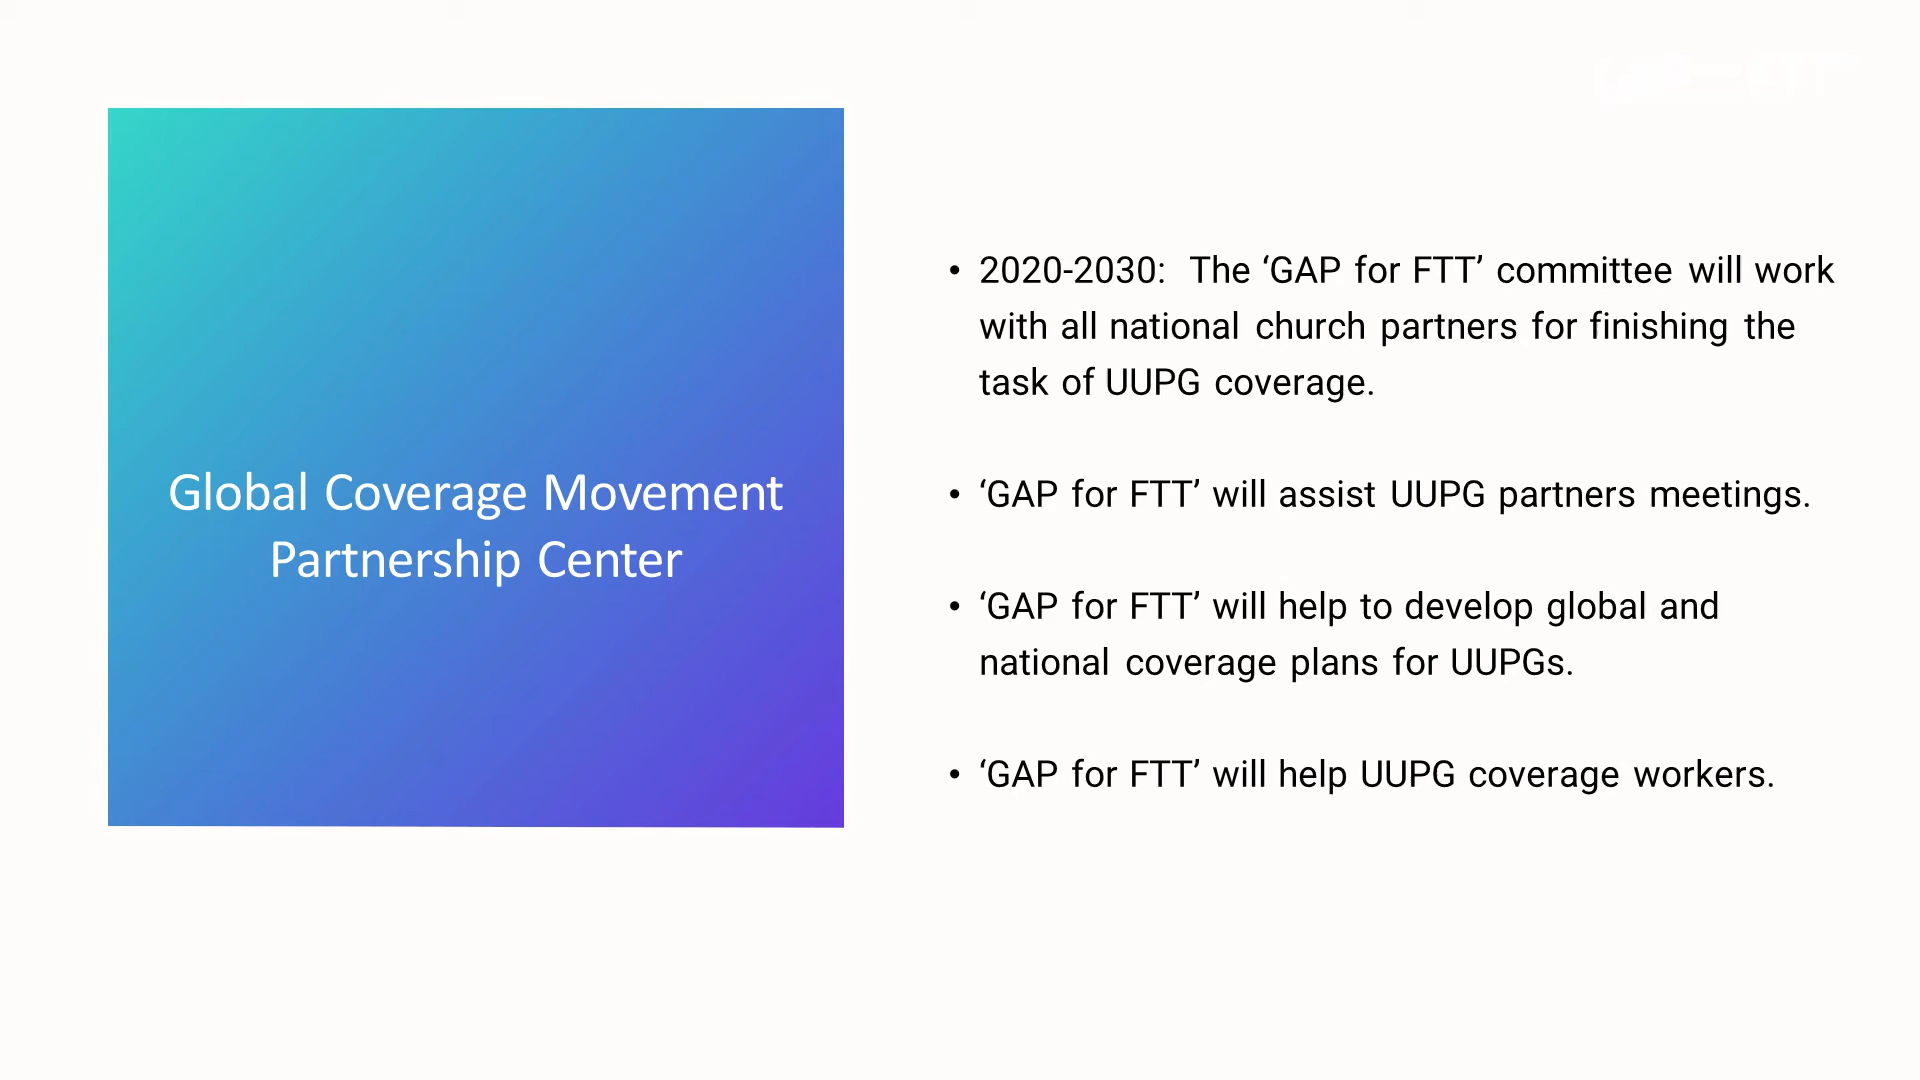 Global Coverage Movement
Partnership Center
• 2020-2030: The ‘GAP for FTT’ committee will work
with all national church partners for finishing the
task of UUPG coverage.
• ‘GAP for FTT’ will assist UUPG partners meetings.
• ‘GAP for FTT’ will help to develop global and
national coverage plans for UUPGs.
• ‘GAP for FTT’ will help UUPG coverage workers.